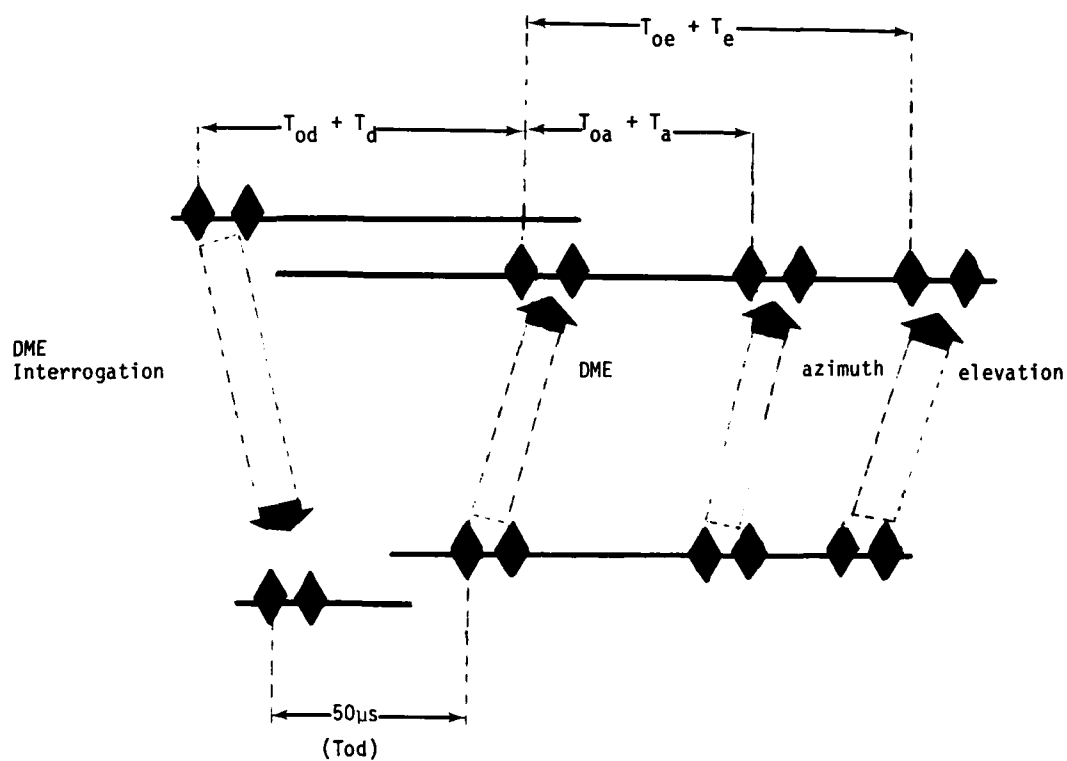 T_oe + T_e
T_od + T_d
T_oa + T_a
DME
Interrogation
DME
azimuth
elevation
50µs
(Tod)